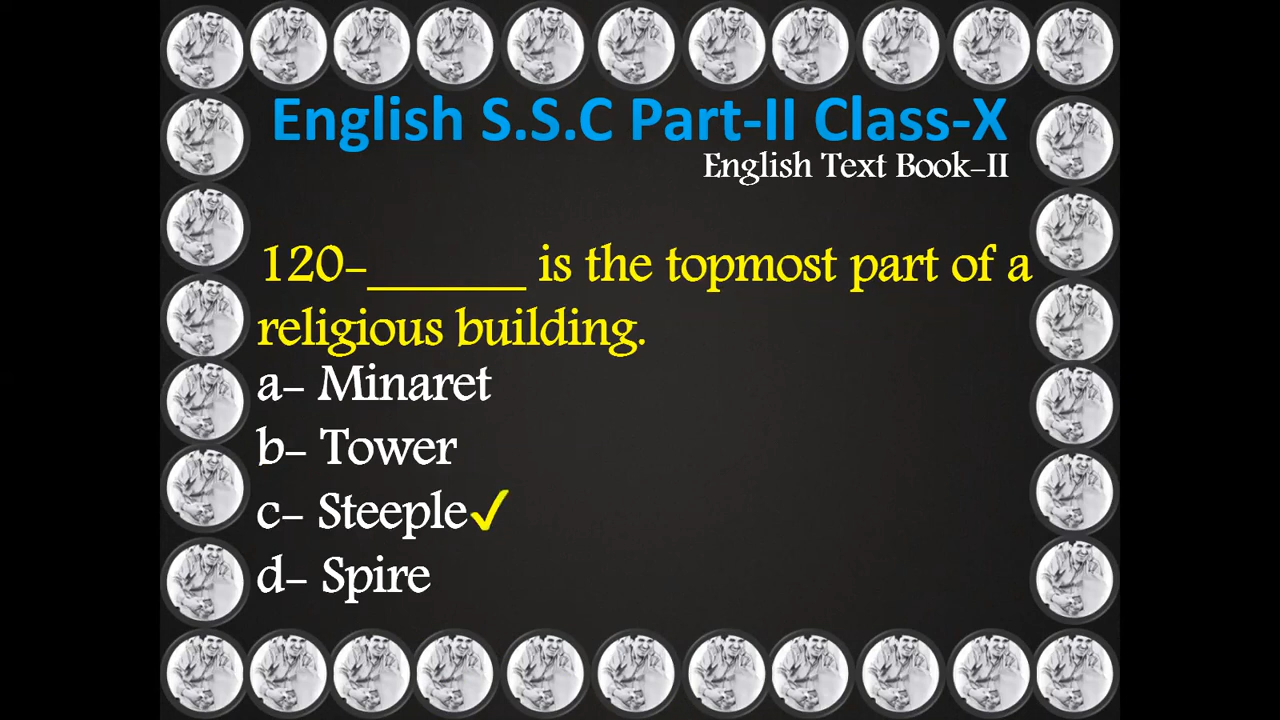 English S.S.C Part-II Class-X
English Text Book-II
120-______ is the topmost part of a
religious building.
a- Minaret
b- Tower
c- Steeple✓
d- Spire